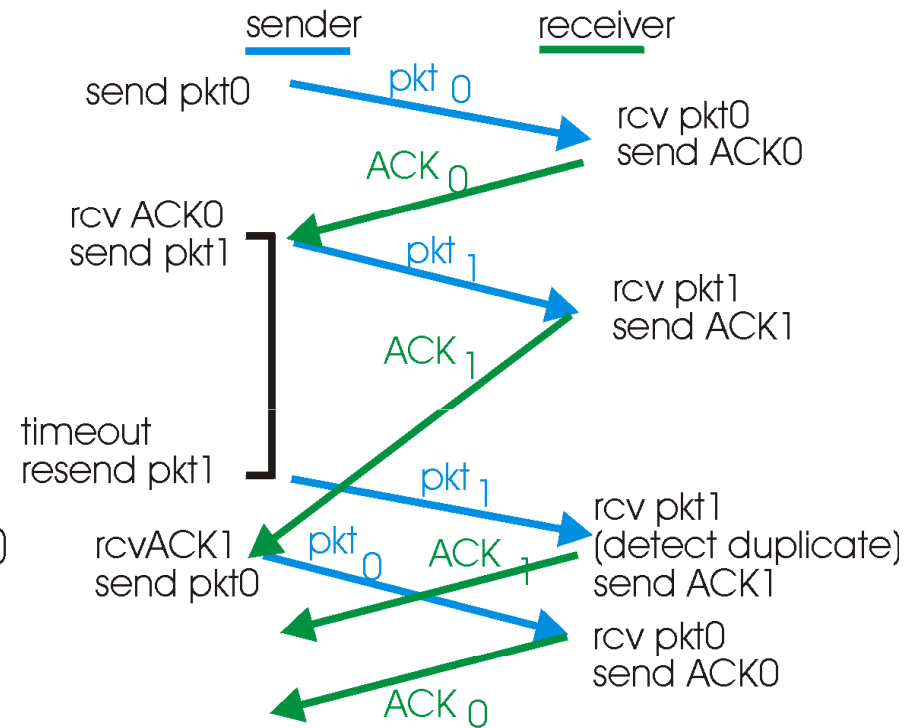 sender
receiver
send pkt0
pkt 0
rcv pkt0
send ACK0
ACK 0
rcv ACK0
send pkt1
pkt 1
rcv pkt1
send ACK1
ACK 1
timeout
resend pkt1
pkt 1
rcv pkt1
(detect duplicate)
send ACK1
rcvACK1
send pkt0
pkt 0
ACK 1
rcv pkt0
send ACK0
ACK 0